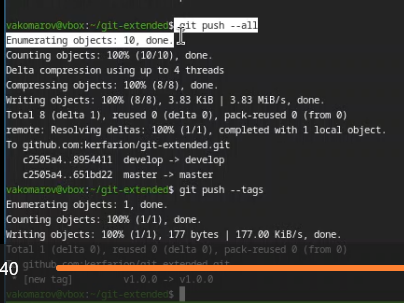 vakomarov@vbox:~/git-extended$ git push --all
Enumerating objects: 10, done.
Counting objects: 100% (10/10), done.
Delta compression using up to 4 threads
Compressing objects: 100% (8/8), done.
Writing objects: 100% (8/8), 3.83 KiB | 3.83 MiB/s, done.
Total 8 (delta 1), reused 0 (delta 0), pack-reused 0 (from 0)
remote: Resolving deltas: 100% (1/1), completed with 1 local object.
To github.com:kerfarion/git-extended.git
c2505a4..8954411 develop -> develop
c2505a4..651bd22 master -> master
vakomarov@vbox:~/git-extended$ git push --tags
Enumerating objects: 1, done.
Counting objects: 100% (1/1), done.
Writing objects: 100% (1/1), 177 bytes | 177.00 KiB/s, done.
Total 1 (delta 0), reused 0 (delta 0), pack-reused 0 (from 0)
40
github.com:kerfarion/git-extended.git
* [new tag] v1.0.0 -> v1.0.0
vakomarov@vbox:~/git-extended$